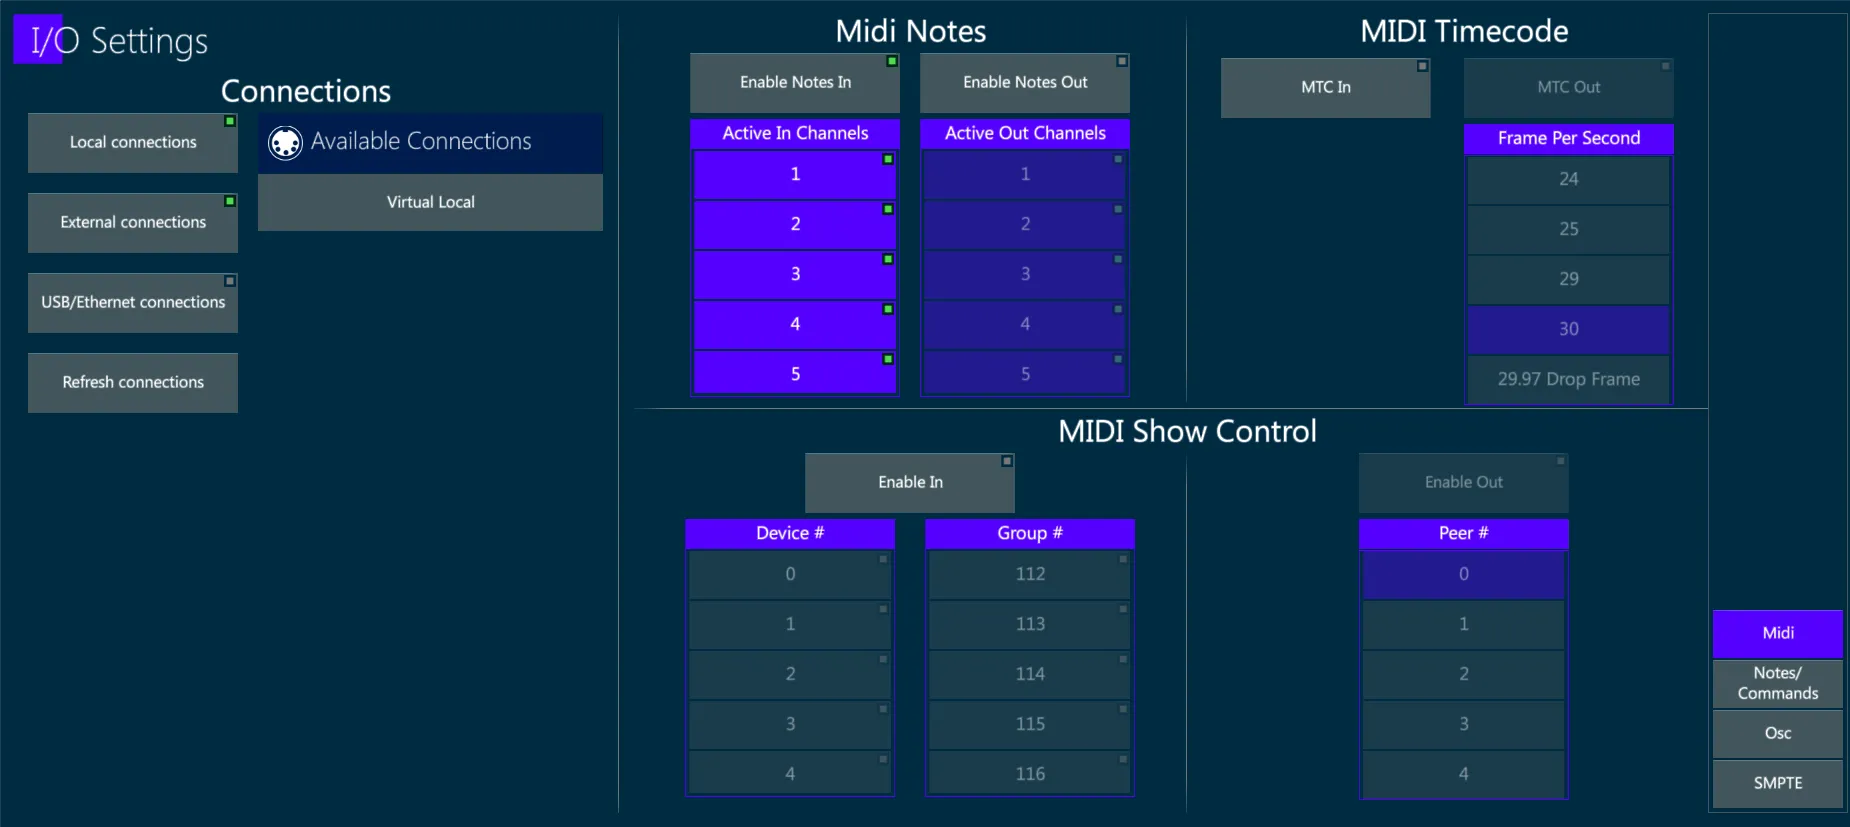 I/O Settings
Connections
Local connections
External connections
USB/Ethernet connections
Refresh connections
Available Connections
Virtual Local
Midi Notes
Enable Notes In
Enable Notes Out
Active In Channels
1
2
3
4
5
Active Out Channels
1
2
3
4
5
MIDI Timecode
MTC In
MTC Out
Frame Per Second
24
25
29
30
29.97 Drop Frame
MIDI Show Control
Enable In
Device #
0
1
2
3
4
Group #
112
113
114
115
116
Enable Out
Peer #
0
1
2
3
4
Midi
Notes/
Commands
Osc
SMPTE